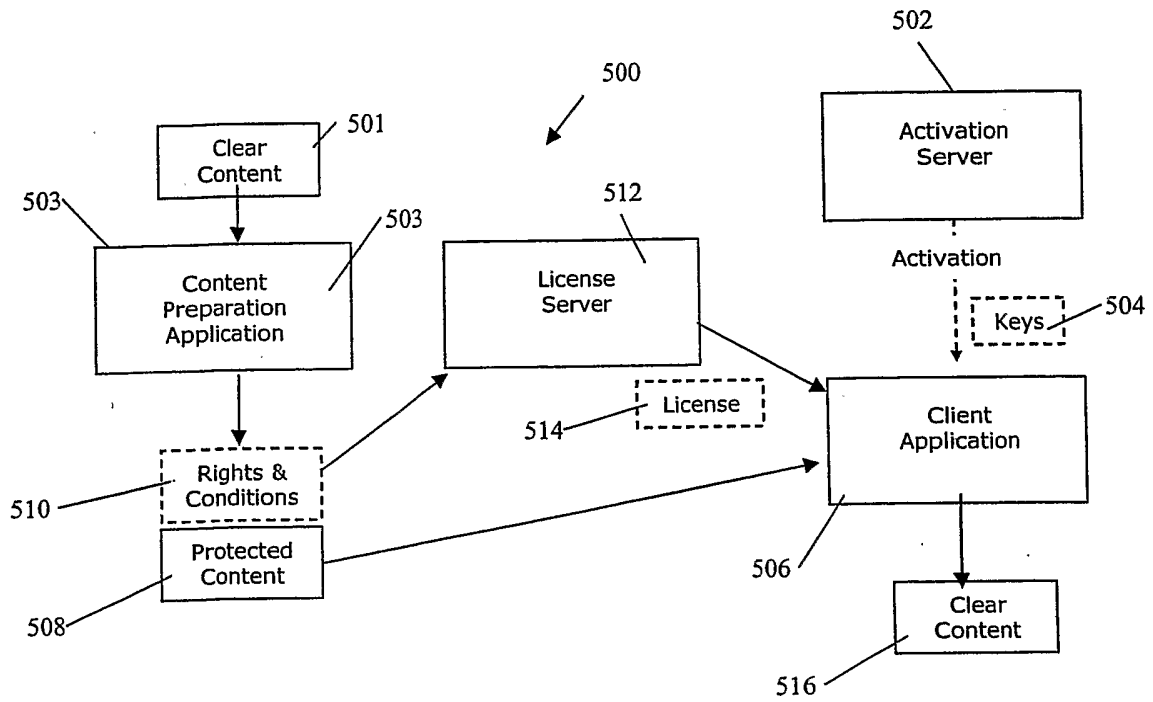 502
500
501
Clear
Content
Activation
Server
503
512
503
Content
Preparation
Application
License
Server
Activation
504
Keys
License
514
Client
Application
Rights &
Conditions
510
Protected
Content
506
508
Clear
Content
516